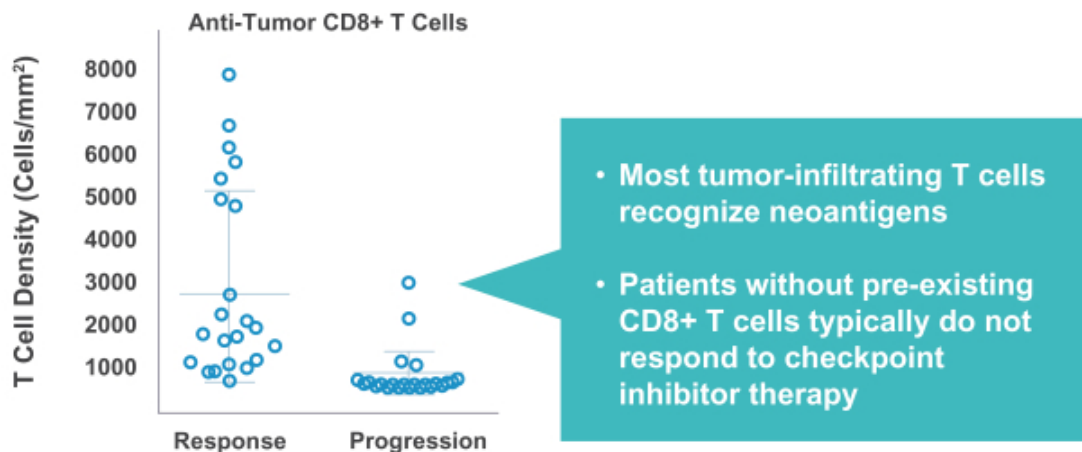 Anti-Tumor CD8+ T Cells
T Cell Density (Cells/mm²)
8000
7000
6000
5000
4000
3000
2000
1000
Response
Progression
• Most tumor-infiltrating T cells
recognize neoantigens
• Patients without pre-existing
CD8+ T cells typically do not
respond to checkpoint
inhibitor therapy